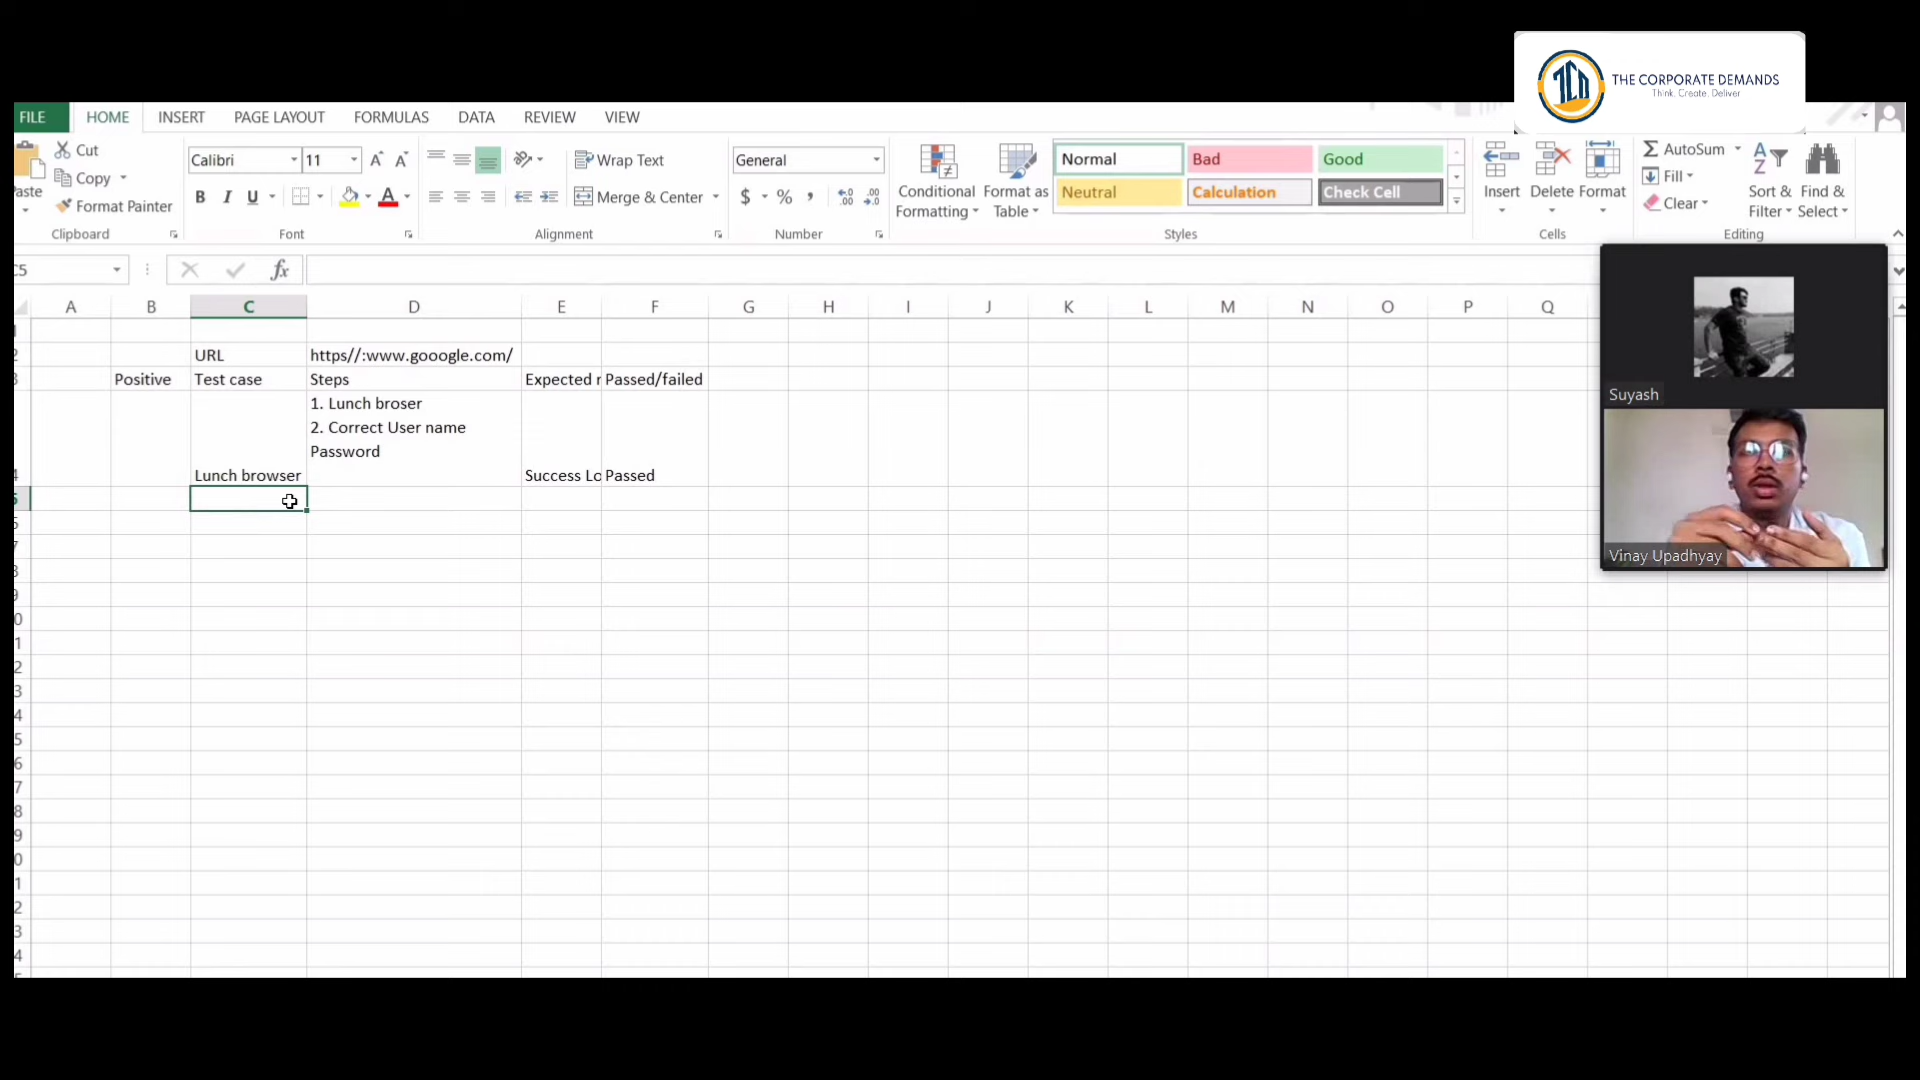 THE CORPORATE DEMANDS
Think. Create. Deliver
FILE HOME INSERT PAGE LAYOUT FORMULAS DATA REVIEW VIEW
Cut
Copy
Format Painter
Clipboard
Calibri 11
B I U
Font
Wrap Text
Merge & Center
Alignment
General
$ %
Number
Conditional Formatting
Format as Table
Normal Bad Good
Neutral Calculation Check Cell
Styles
Insert Delete Format
Cells
AutoSum
Fill
Clear
Sort & Filter
Find & Select
Editing
fx
A B C D E F G H I J K L M N O P Q
URL https//:www.gooogle.com/
Positive Test case Steps Expected r Passed/failed
1. Lunch broser
2. Correct User name
Password
Lunch browser Success Lo Passed
Suyash
Vinay Upadhyay